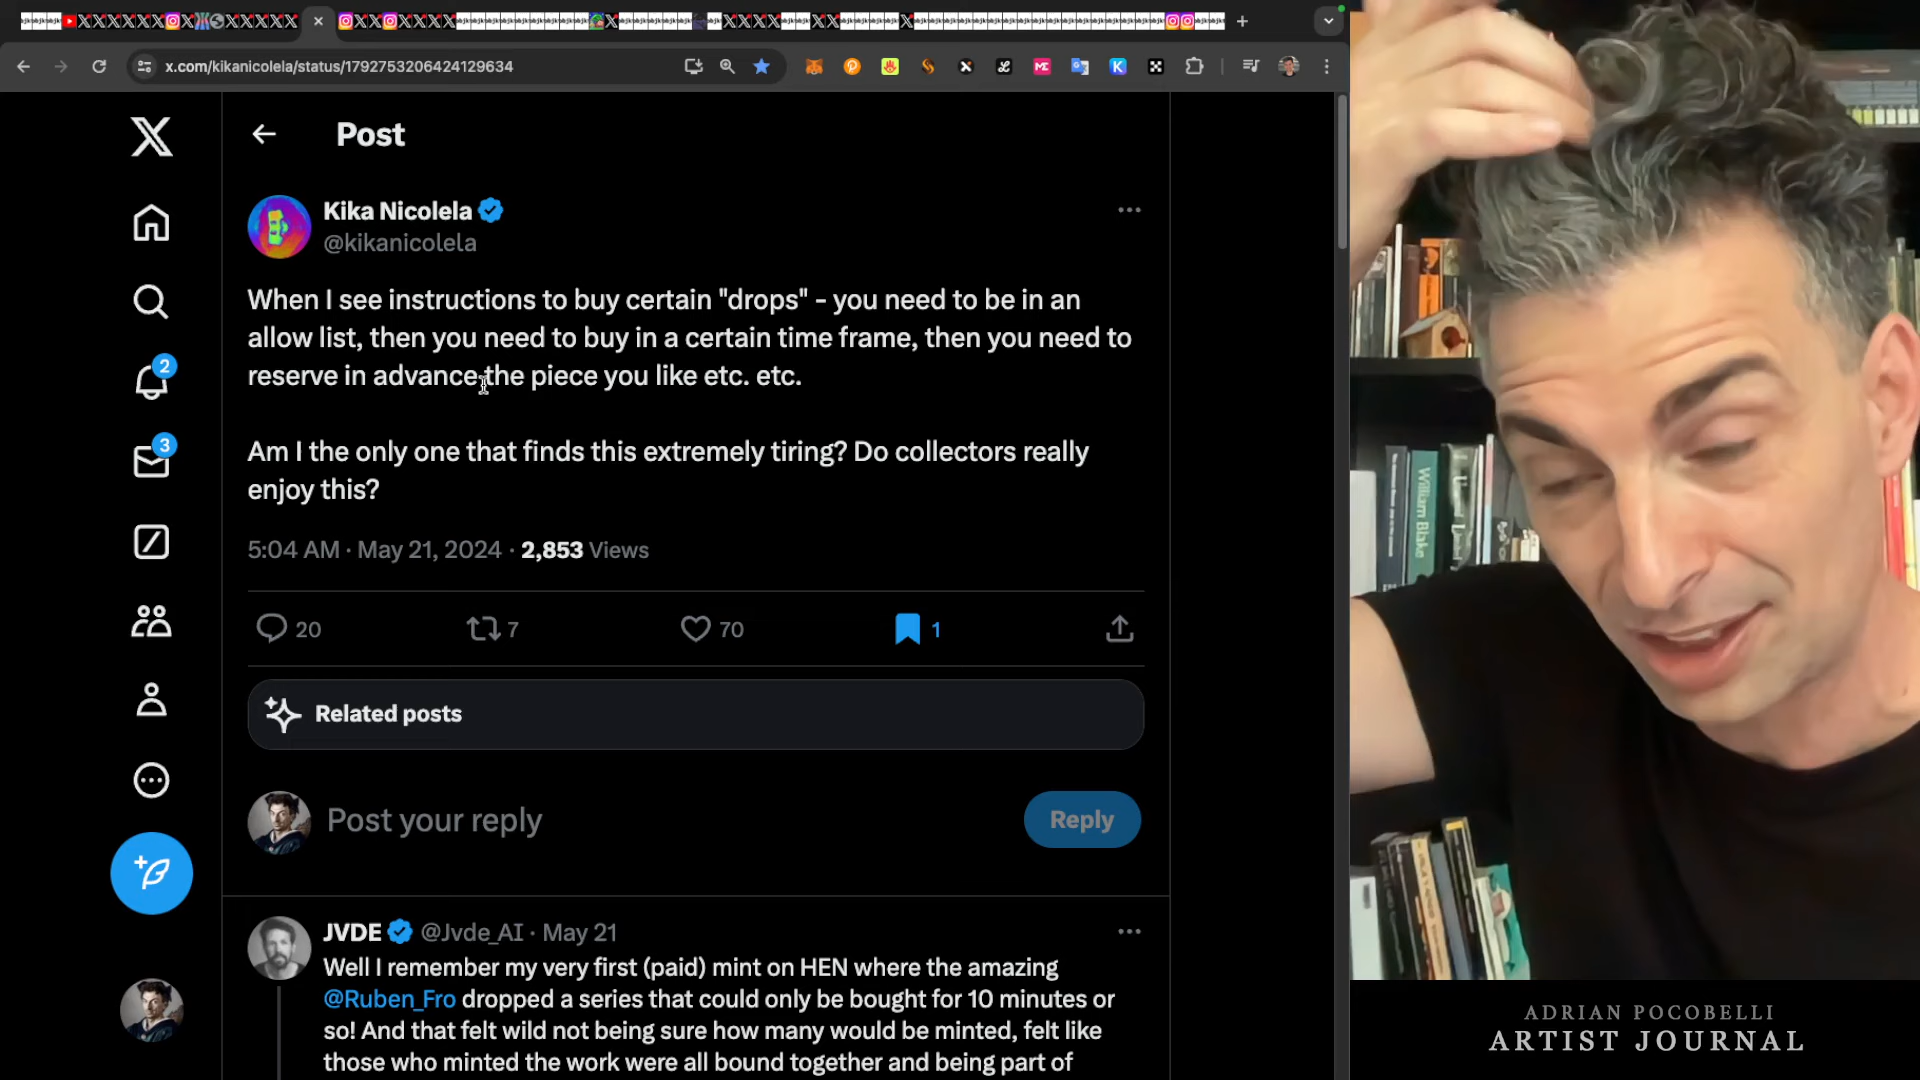 x.com/kikanicolela/status/1792753206424129634
Post
Kika Nicolela
@kikanicolela
When I see instructions to buy certain "drops" - you need to be in an
allow list, then you need to buy in a certain time frame, then you need to
reserve in advance the piece you like etc. etc.
Am I the only one that finds this extremely tiring? Do collectors really
enjoy this?
5:04 AM · May 21, 2024 · 2,853 Views
20
7
70
1
2
3
Related posts
Post your reply
Reply
JVDE @Jvde_AI · May 21
Well I remember my very first (paid) mint on HEN where the amazing
@Ruben_Fro dropped a series that could only be bought for 10 minutes or
so! And that felt wild not being sure how many would be minted, felt like
those who minted the work were all bound together and being part of
William Blake
ADRIAN POCOBELLI
ARTIST JOURNAL